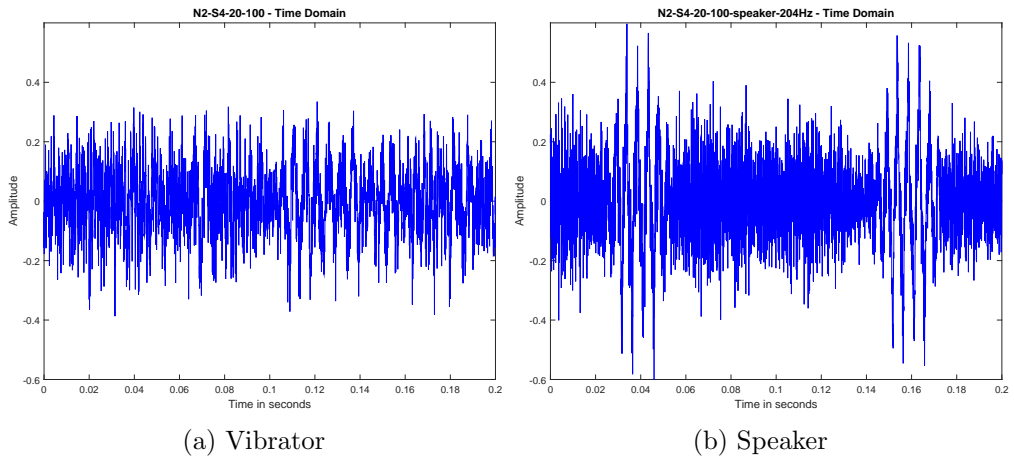 N2-S4-20-100 - Time Domain
Amplitude
0.4
0.2
0
-0.2
-0.4
-0.6
0 0.02 0.04 0.06 0.08 0.1 0.12 0.14 0.16 0.18 0.2
Time in seconds
(a) Vibrator
N2-S4-20-100-speaker-204Hz - Time Domain
Amplitude
0.4
0.2
0
-0.2
-0.4
-0.6
0 0.02 0.04 0.06 0.08 0.1 0.12 0.14 0.16 0.18 0.2
Time in seconds
(b) Speaker